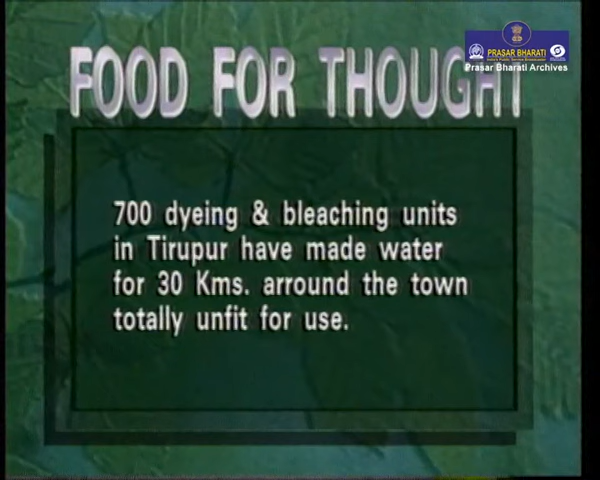 FOOD FOR THOUGHT
PRASAR BHARATI
Prasar Bharati Archives
700 dyeing & bleaching units
in Tirupur have made water
for 30 Kms. arround the town
totally unfit for use.